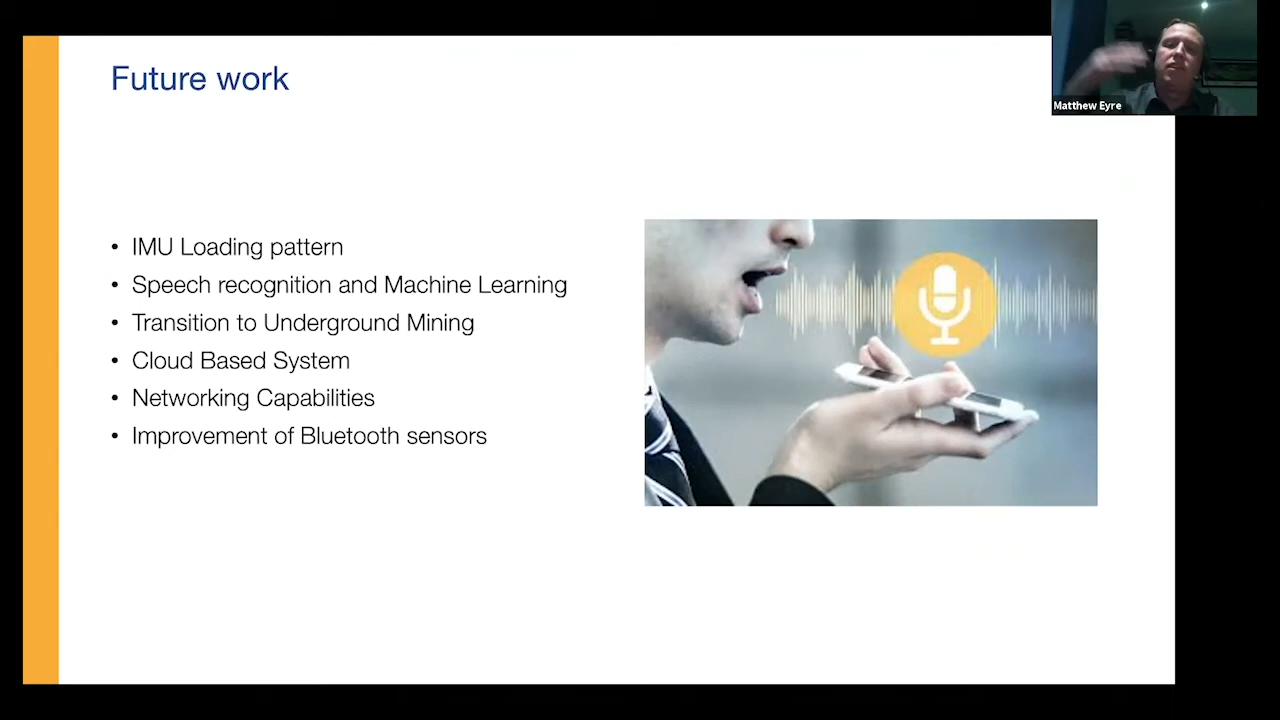 Future work
Matthew Eyre
• IMU Loading pattern
• Speech recognition and Machine Learning
• Transition to Underground Mining
• Cloud Based System
• Networking Capabilities
• Improvement of Bluetooth sensors